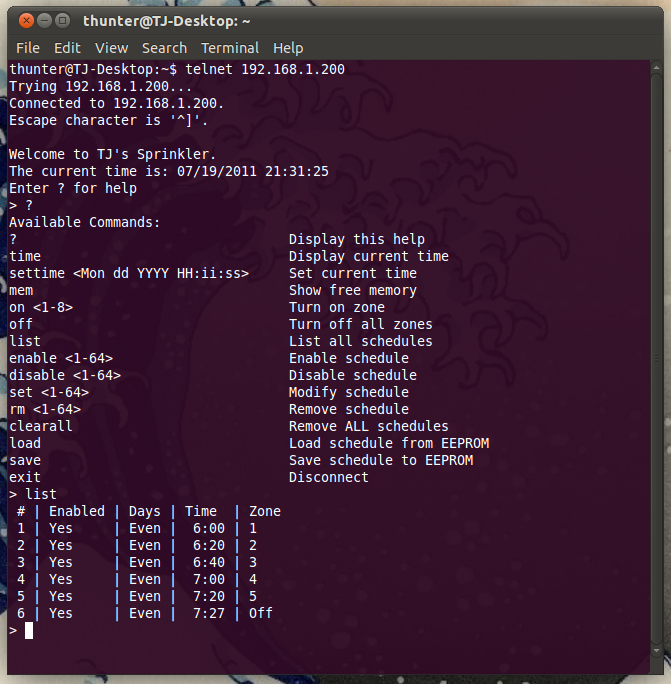 thunter@TJ-Desktop: ~
File Edit View Search Terminal Help
thunter@TJ-Desktop:~$ telnet 192.168.1.200
Trying 192.168.1.200...
Connected to 192.168.1.200.
Escape character is '^]'.
Welcome to TJ's Sprinkler.
The current time is: 07/19/2011 21:31:25
Enter ? for help
> ?
Available Commands:
? Display this help
time Display current time
settime <Mon dd YYYY HH:ii:ss> Set current time
mem Show free memory
on <1-8> Turn on zone
off Turn off all zones
list List all schedules
enable <1-64> Enable schedule
disable <1-64> Disable schedule
set <1-64> Modify schedule
rm <1-64> Remove schedule
clearall Remove ALL schedules
load Load schedule from EEPROM
save Save schedule to EEPROM
exit Disconnect
> list
# | Enabled | Days | Time | Zone
1 | Yes | Even | 6:00 | 1
2 | Yes | Even | 6:20 | 2
3 | Yes | Even | 6:40 | 3
4 | Yes | Even | 7:00 | 4
5 | Yes | Even | 7:20 | 5
6 | Yes | Even | 7:27 | Off
>